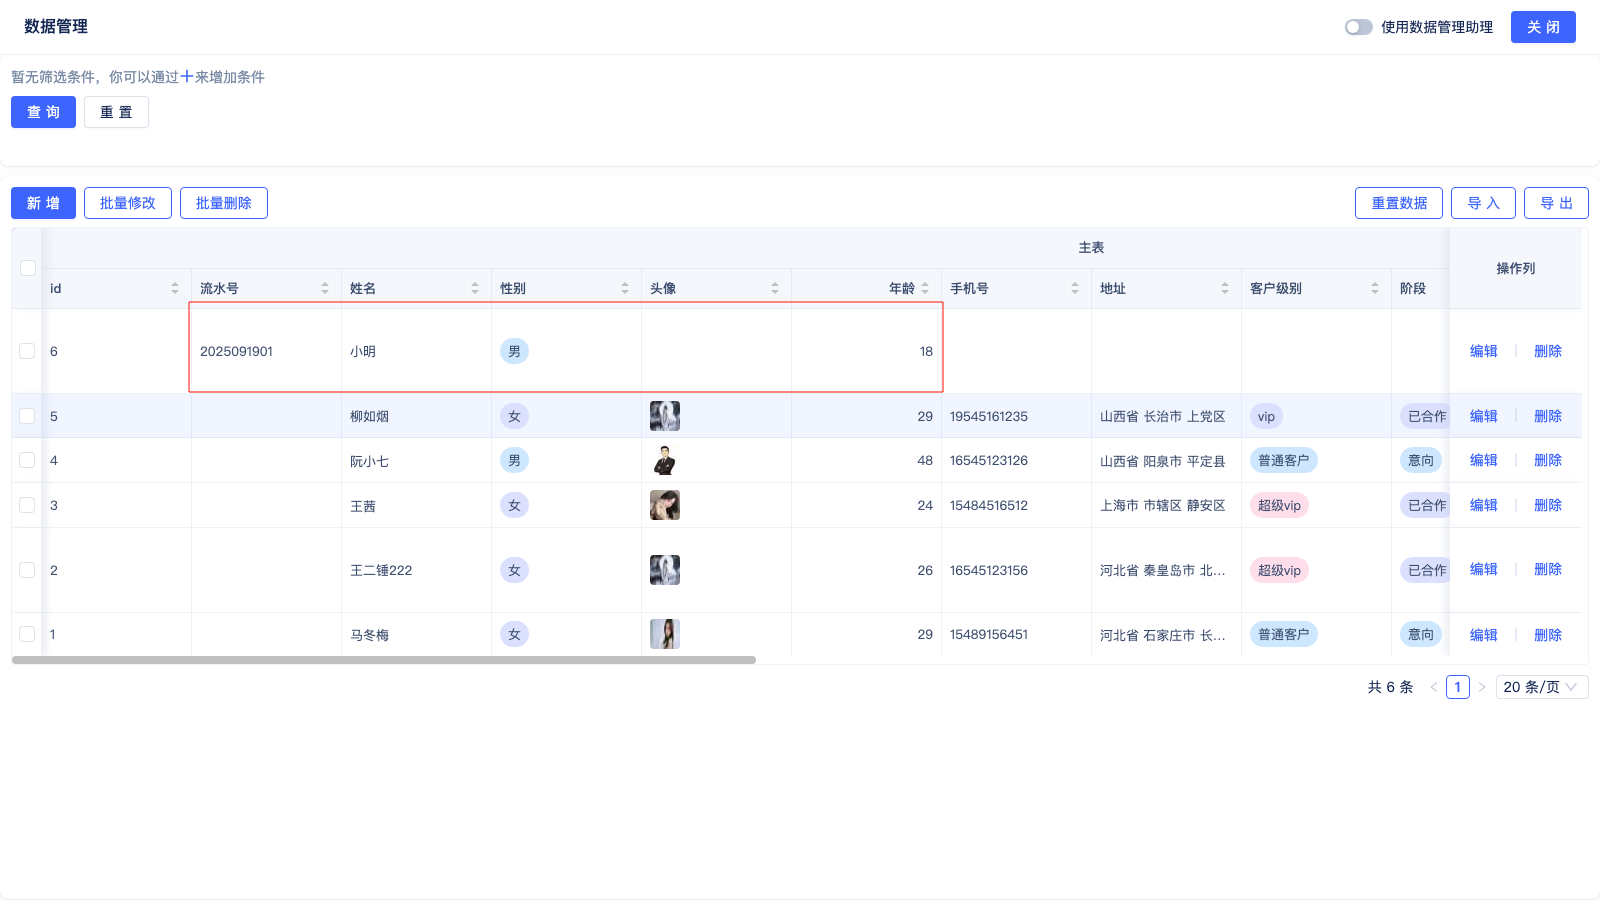 数据管理
使用数据管理助理
关 闭
暂无筛选条件，你可以通过+来增加条件
查 询 重 置
新 增 批量修改 批量删除 重置数据 导 入 导 出
主表
操作列
id 流水号 姓名 性别 头像 年龄 手机号 地址 客户级别 阶段
6 2025091901 小明 男 18 编辑 删除
5 柳如烟 女 29 19545161235 山西省 长治市 上党区 vip 已合作 编辑 删除
4 阮小七 男 48 16545123126 山西省 阳泉市 平定县 普通客户 意向 编辑 删除
3 王茜 女 24 15484516512 上海市 市辖区 静安区 超级vip 已合作 编辑 删除
2 王二锤222 女 26 16545123156 河北省 秦皇岛市 北... 超级vip 已合作 编辑 删除
1 马冬梅 女 29 15489156451 河北省 石家庄市 长... 普通客户 意向 编辑 删除
共 6 条 < 1 > 20 条/页